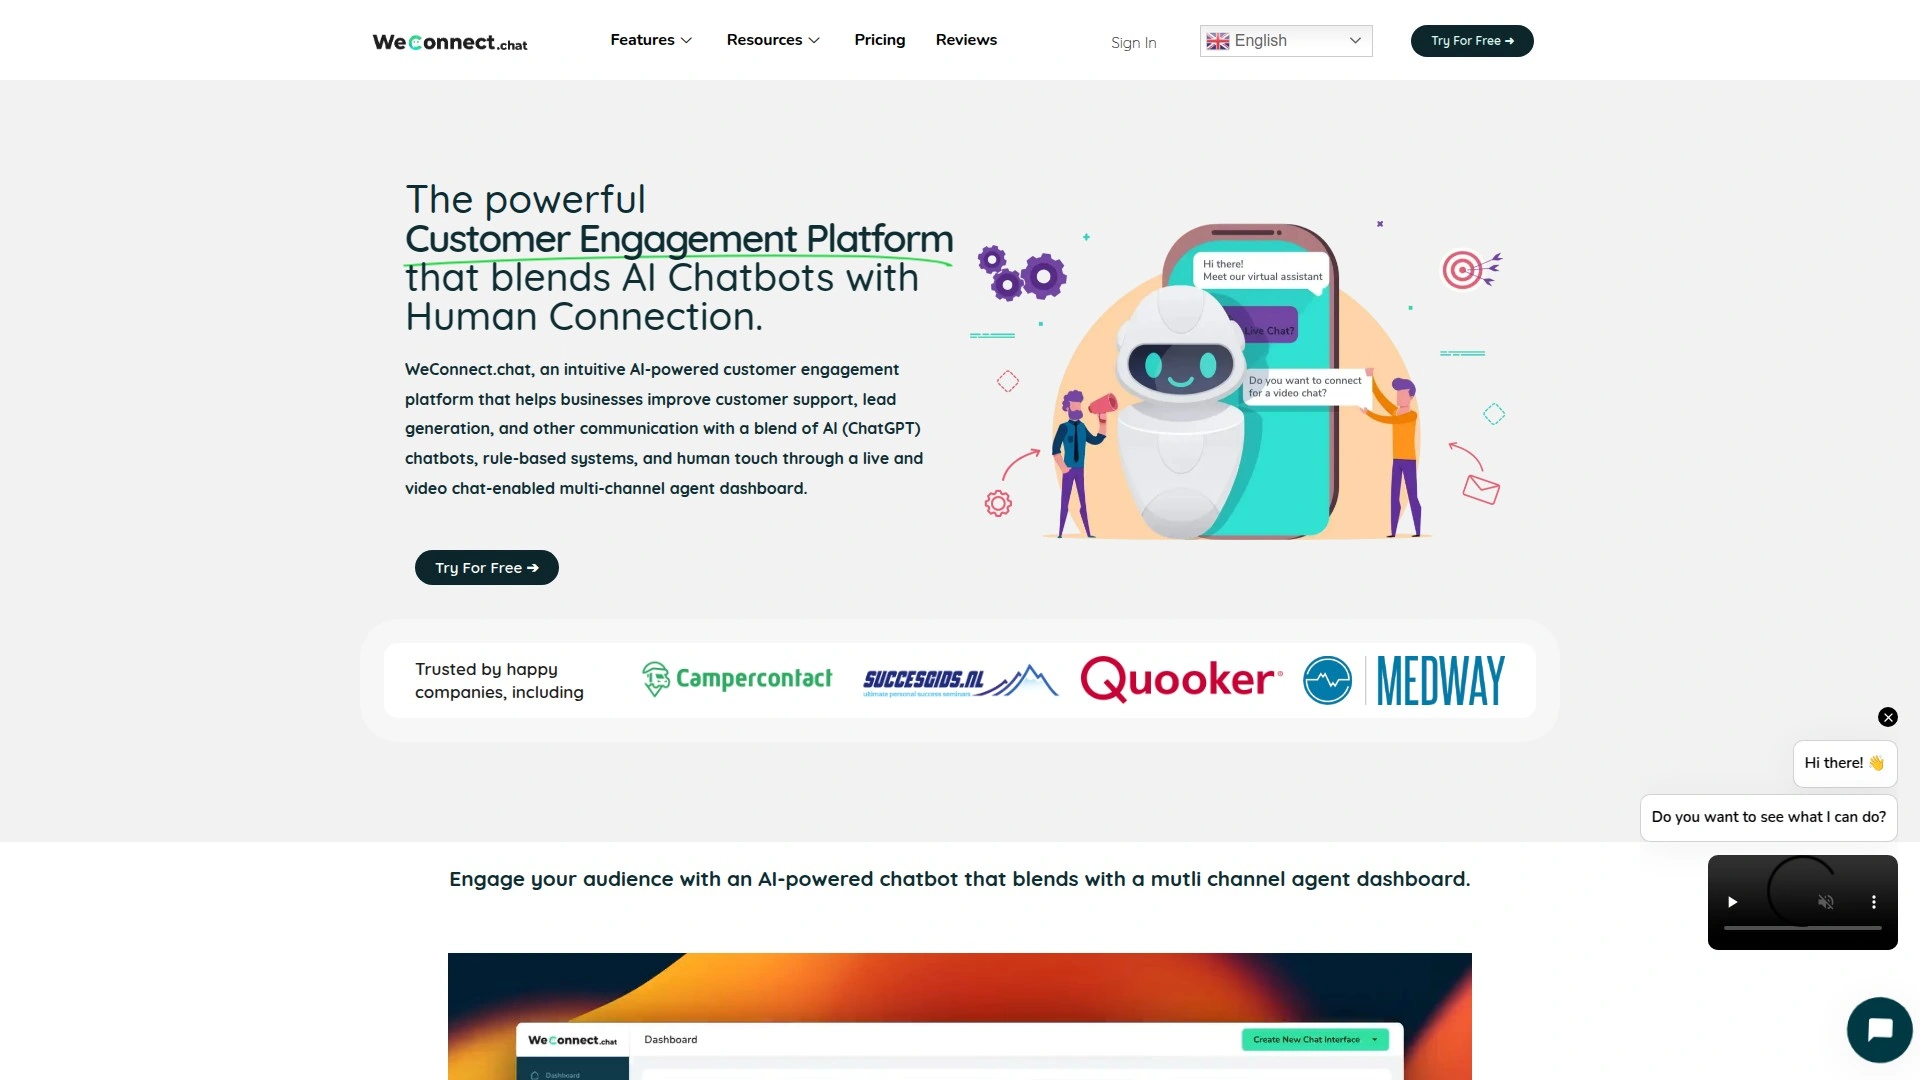 WeConnect.chat
Features
Resources
Pricing
Reviews
Sign In
English
Try For Free ➜
The powerful
Customer Engagement Platform
that blends AI Chatbots with
Human Connection.
WeConnect.chat, an intuitive AI-powered customer engagement
platform that helps businesses improve customer support, lead
generation, and other communication with a blend of AI (ChatGPT)
chatbots, rule-based systems, and human touch through a live and
video chat-enabled multi-channel agent dashboard.
Try For Free ➔
Hi there!
Meet our virtual assistant
Live Chat?
Do you want to connect
for a video chat?
Trusted by happy
companies, including
Campercontact
SUCCESGIDS.NL
ultimate personal success seminars
Quooker®
MEDWAY
Hi there! 👋
Do you want to see what I can do?
Engage your audience with an AI-powered chatbot that blends with a mutli channel agent dashboard.
WeConnect.chat
Dashboard
Create New Chat Interface
Dashboard